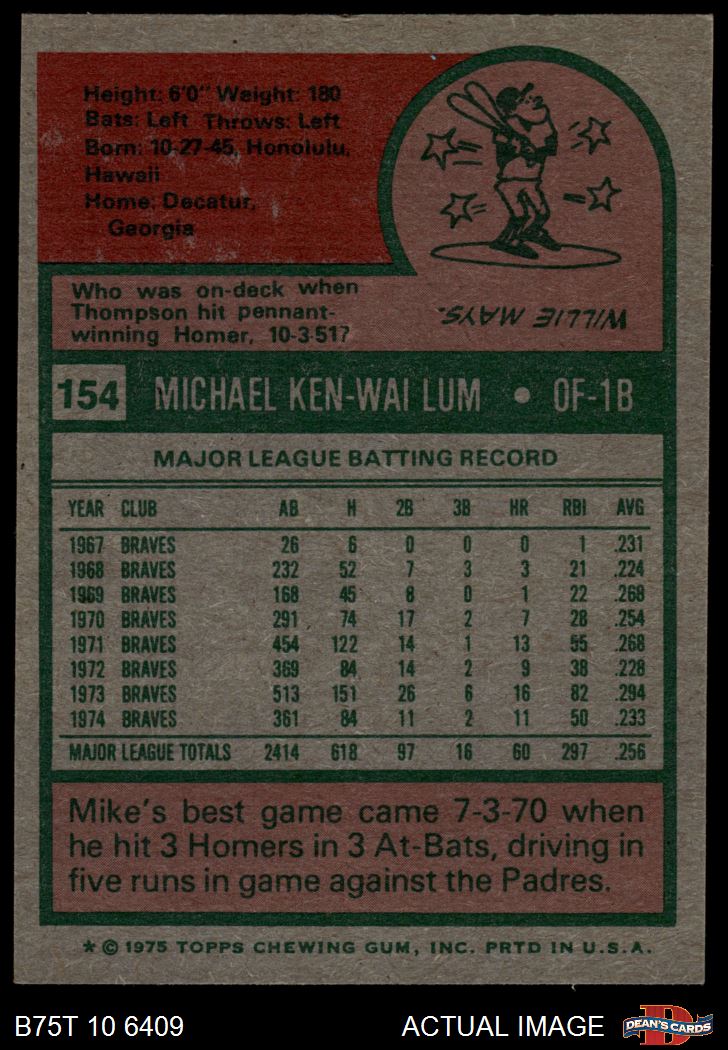 Height: 6'0" Weight: 180
Bats: Left Throws: Left
Born: 10-27-45, Honolulu,
Hawaii
Home: Decatur,
Georgia
Who was on-deck when
Thompson hit pennant-
winning Homer, 10-3-51?
WILLIE MAYS.
154 MICHAEL KEN-WAI LUM • OF-1B
MAJOR LEAGUE BATTING RECORD
YEAR CLUB AB H 2B 3B HR RBI AVG
1967 BRAVES 26 6 0 0 0 1 .231
1968 BRAVES 232 52 7 3 3 21 .224
1969 BRAVES 168 45 8 0 1 22 .268
1970 BRAVES 291 74 17 2 7 28 .254
1971 BRAVES 454 122 14 1 13 55 .268
1972 BRAVES 369 84 14 2 9 38 .228
1973 BRAVES 513 151 26 6 16 82 .294
1974 BRAVES 361 84 11 2 11 50 .233
MAJOR LEAGUE TOTALS 2414 618 97 16 60 297 .256
Mike's best game came 7-3-70 when
he hit 3 Homers in 3 At-Bats, driving in
five runs in game against the Padres.
* © 1975 TOPPS CHEWING GUM, INC. PRTD IN U.S.A.
B75T 10 6409 ACTUAL IMAGE
D
DEAN'S CARDS